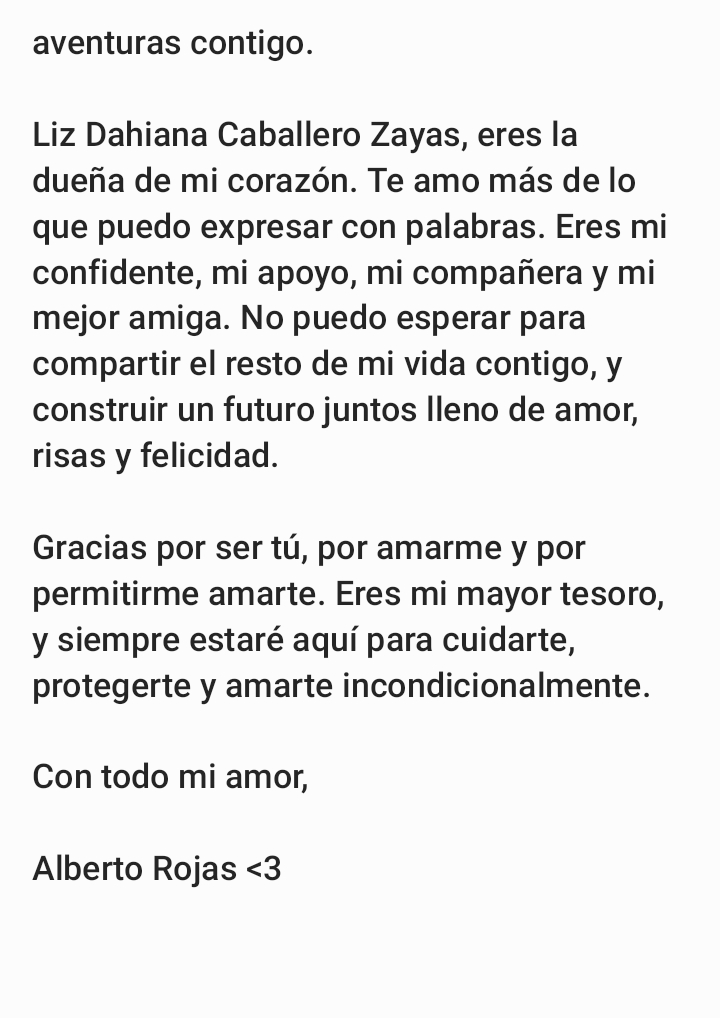 aventuras contigo.
Liz Dahiana Caballero Zayas, eres la
dueña de mi corazón. Te amo más de lo
que puedo expresar con palabras. Eres mi
confidente, mi apoyo, mi compañera y mi
mejor amiga. No puedo esperar para
compartir el resto de mi vida contigo, y
construir un futuro juntos lleno de amor,
risas y felicidad.
Gracias por ser tú, por amarme y por
permitirme amarte. Eres mi mayor tesoro,
y siempre estaré aquí para cuidarte,
protegerte y amarte incondicionalmente.
Con todo mi amor,
Alberto Rojas <3